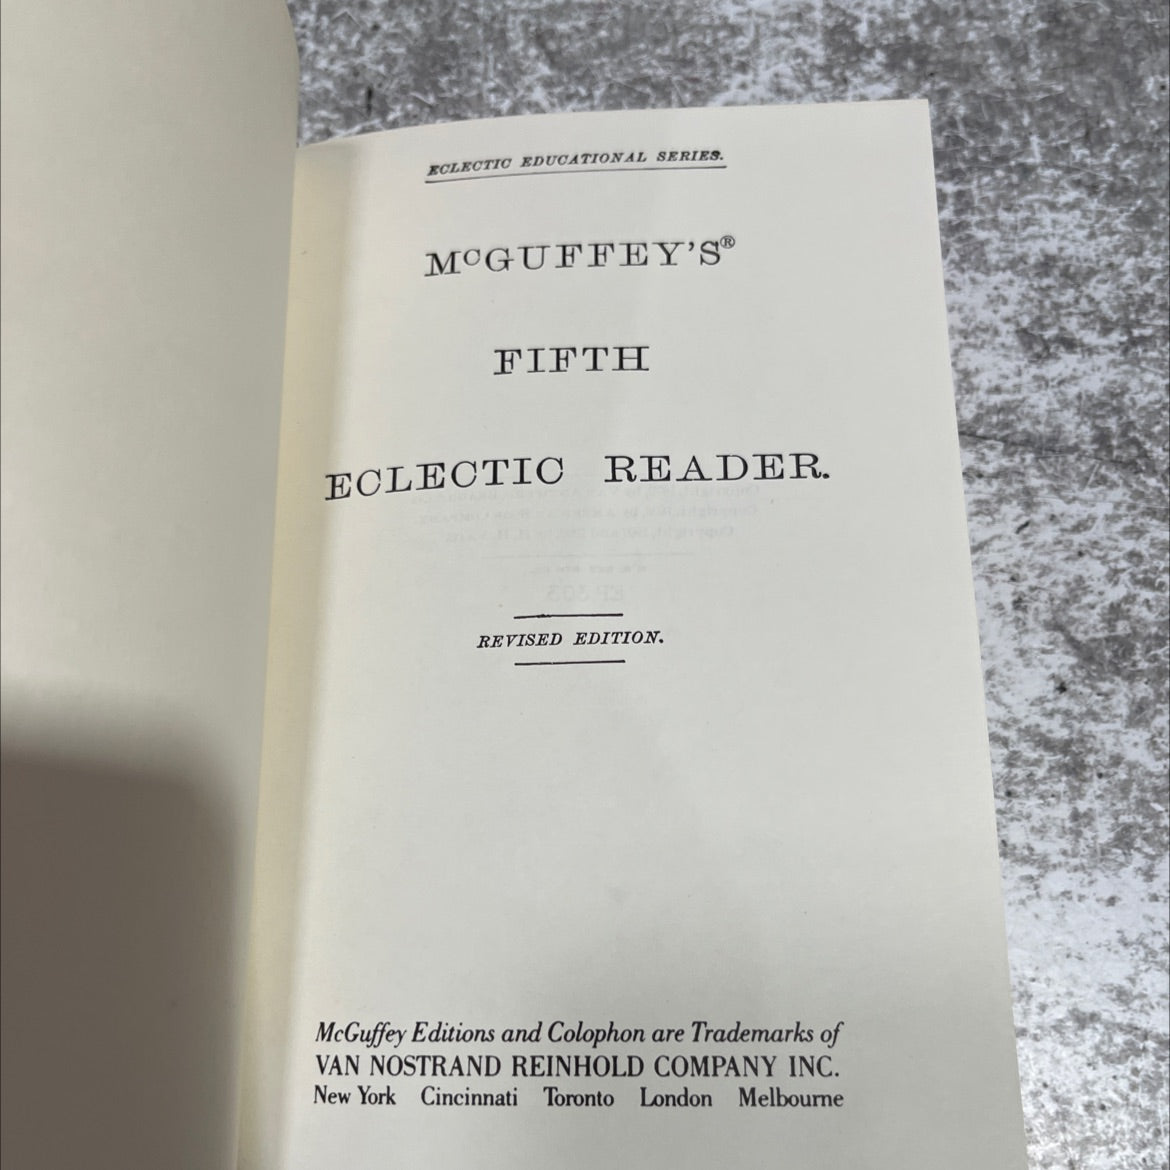 ECLECTIC EDUCATIONAL SERIES.
McGUFFEY'S®
FIFTH
ECLECTIC READER.
REVISED EDITION.
McGuffey Editions and Colophon are Trademarks of
VAN NOSTRAND REINHOLD COMPANY INC.
New York Cincinnati Toronto London Melbourne